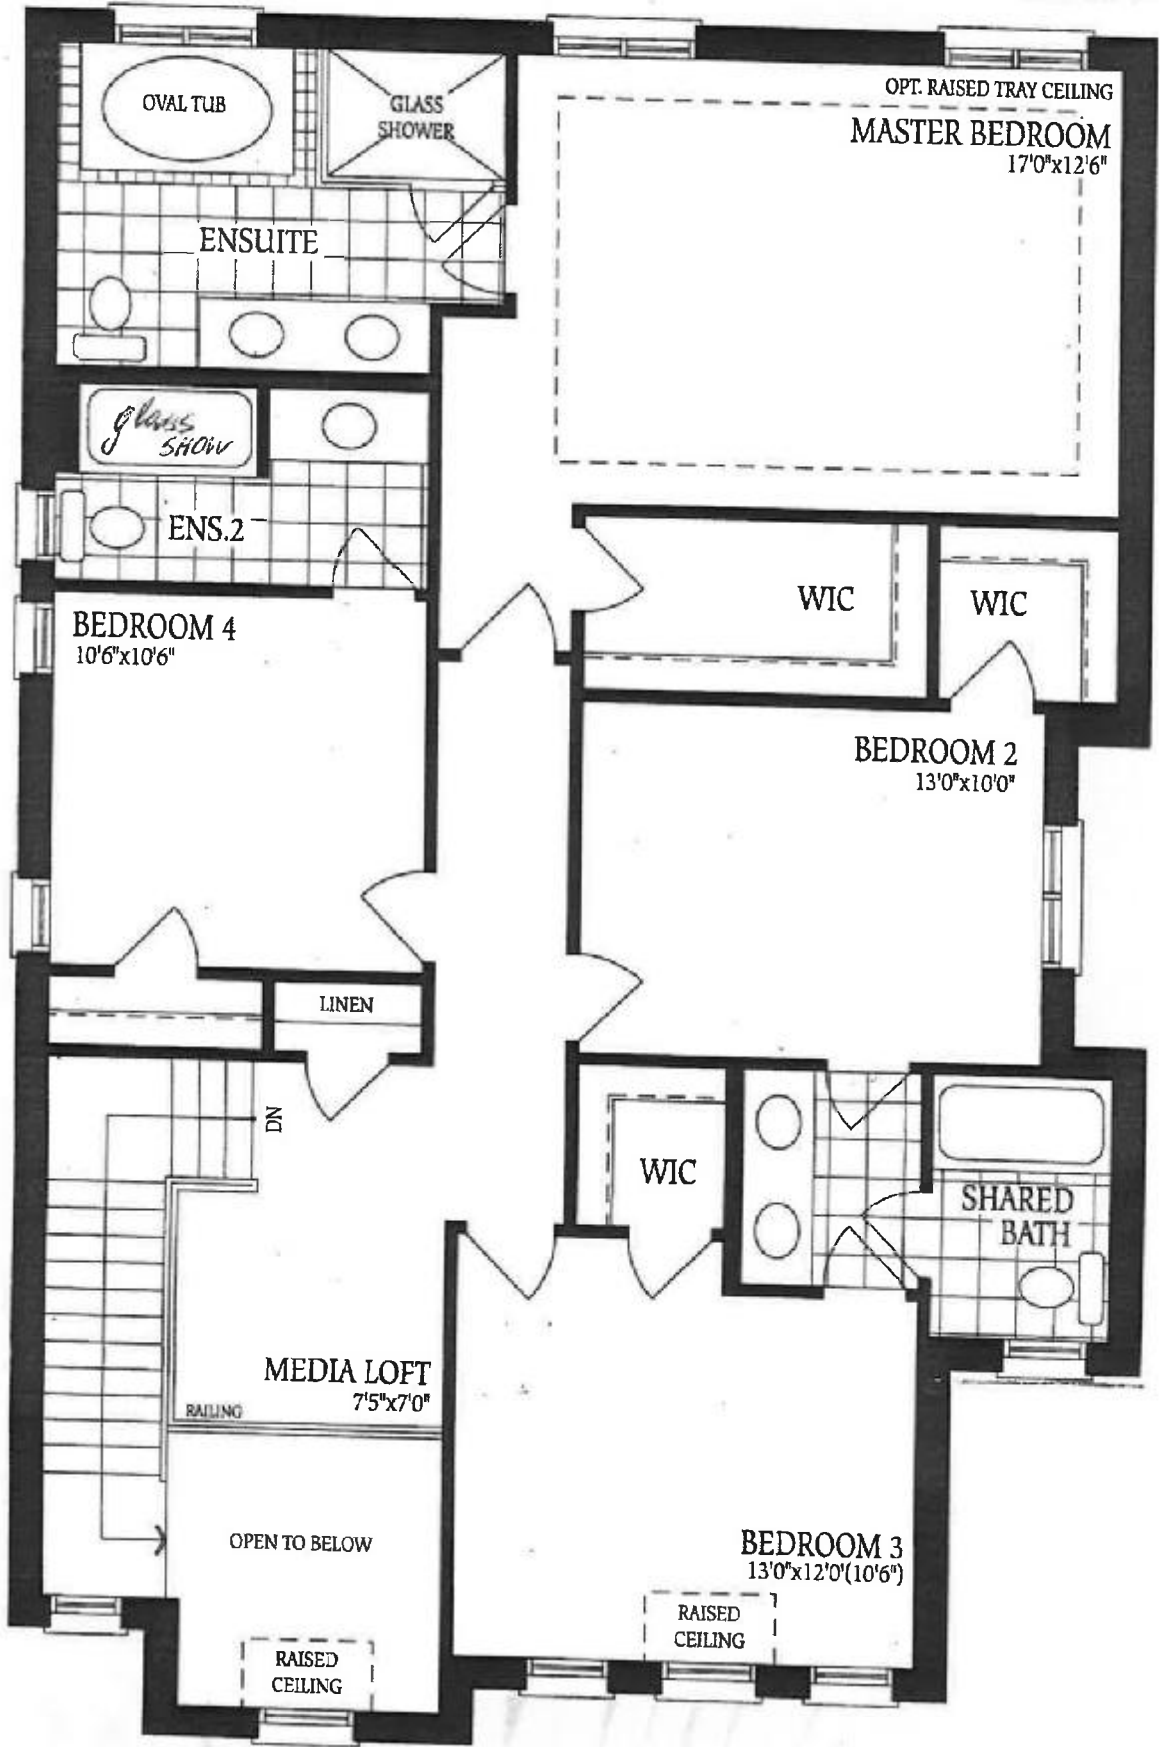 OVAL TUB
GLASS
SHOWER
OPT. RAISED TRAY CEILING
MASTER BEDROOM
17'0"x12'6"
ENSUITE
glass
SHOW
ENS.2
BEDROOM 4
10'6"x10'6"
WIC
WIC
BEDROOM 2
13'0"x10'0"
LINEN
DN
WIC
SHARED
BATH
MEDIA LOFT
7'5"x7'0"
RAILING
OPEN TO BELOW
BEDROOM 3
13'0"x12'0'(10'6")
RAISED
CEILING
RAISED
CEILING